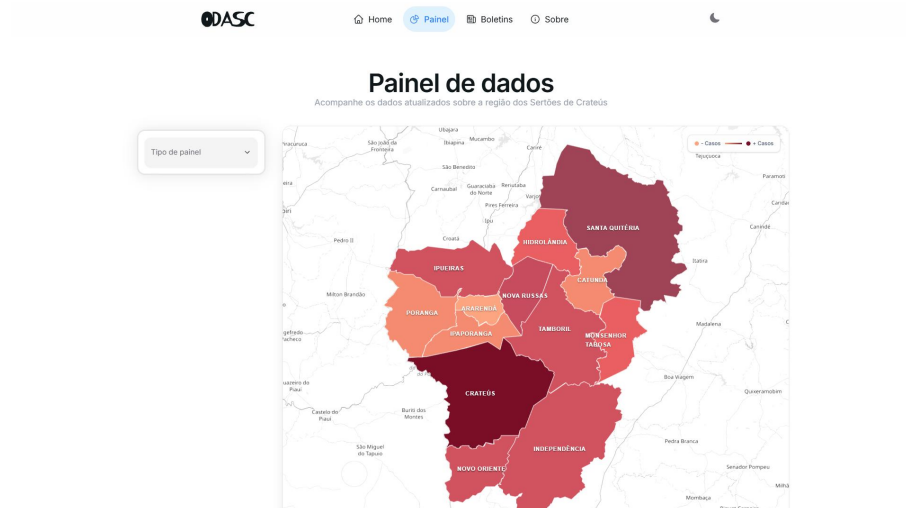 ODASC
Home
Painel
Boletins
Sobre
Painel de dados
Acompanhe os dados atualizados sobre a região dos Sertões de Crateús
Tipo de painel
- Casos
+ Casos
Ubajara
Mucambo
Piracuruca
São João da
Fronteira
Ibiapina
Cariré
Taperuaba
São Benedito
Paramoti
Carnaubal
Guaraciaba
do Norte
Reriutaba
Varjota
Pires Ferreira
Ipu
SANTA QUITÉRIA
Canindé
Pedro II
Croatá
HIDROLÂNDIA
Itatira
IPUEIRAS
CATUNDA
Milton Brandão
NOVA RUSSAS
PORANGA
ARARENDÁ
Madalena
IPAPORANGA
TAMBORIL
MONSENHOR
TABOSA
Boa Viagem
Quixeramobim
CRATEÚS
Castelo do
Piauí
Buriti dos
Montes
São Miguel
do Tapuio
INDEPENDÊNCIA
Pedra Branca
NOVO ORIENTE
Senador Pompeu
Mombaça